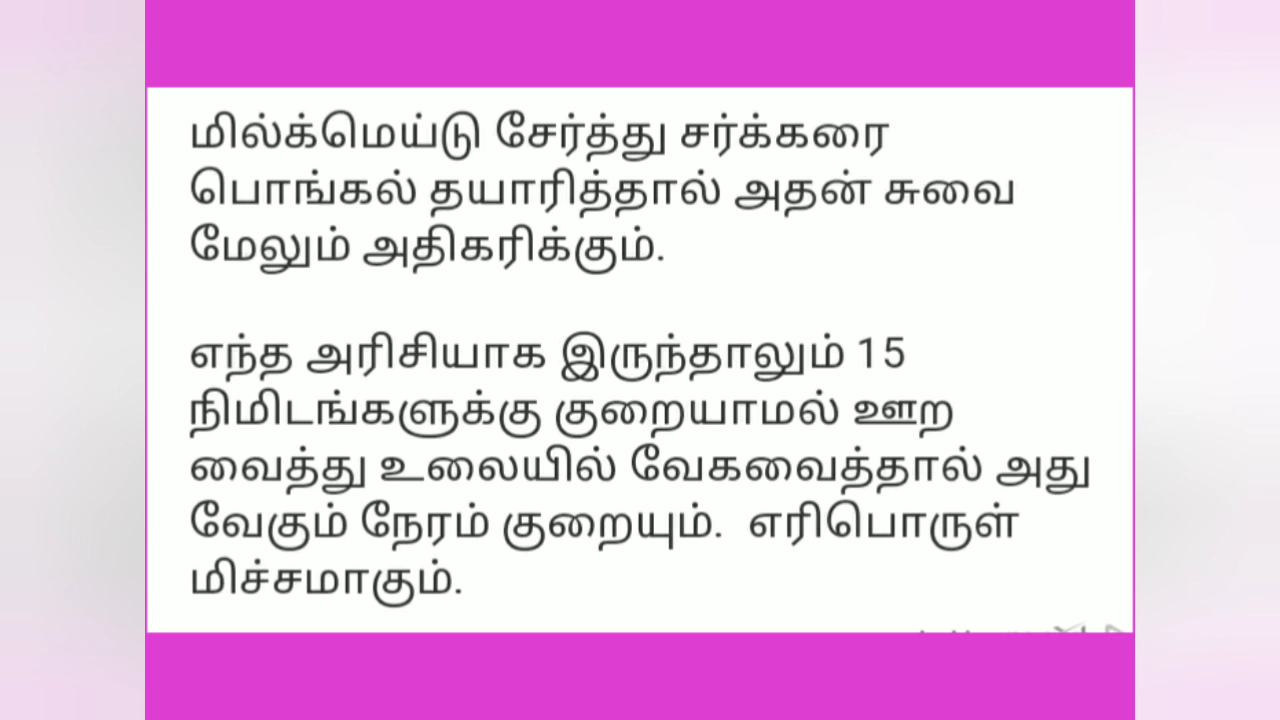 மில்க்மெய்டு சேர்த்து சர்க்கரை
பொங்கல் தயாரித்தால் அதன் சுவை
மேலும் அதிகரிக்கும்.
எந்த அரிசியாக இருந்தாலும் 15
நிமிடங்களுக்கு குறையாமல் ஊற
வைத்து உலையில் வேகவைத்தால் அது
வேகும் நேரம் குறையும். எரிபொருள்
மிச்சமாகும்.